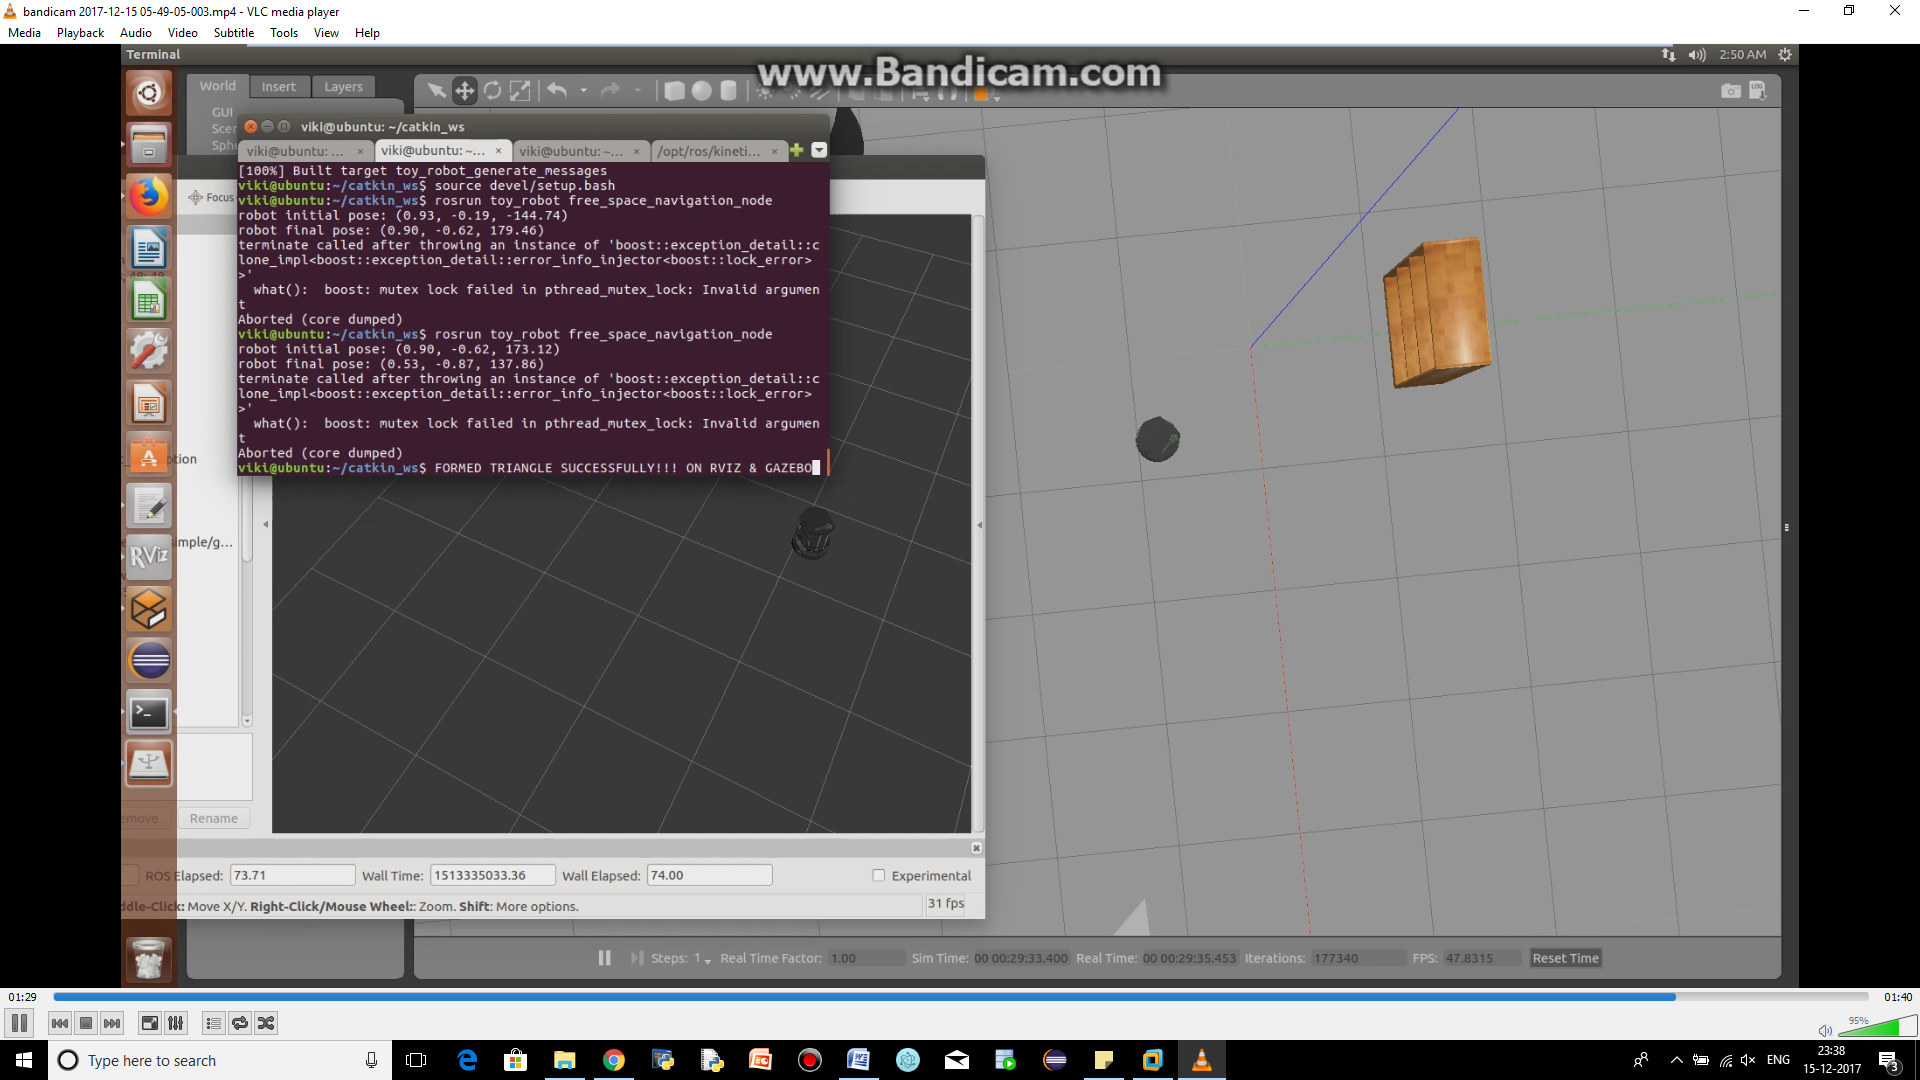 bandicam 2017-12-15 05-49-05-003.mp4 - VLC media player
Media Playback Audio Video Subtitle Tools View Help
Terminal
2:50 AM
www.Bandicam.com
World Insert Layers
GUI
Scen
Sphe
viki@ubuntu: ~/catkin_ws
viki@ubuntu: ... × viki@ubuntu: ~... × viki@ubuntu: ~... × /opt/ros/kineti... ×
Focus
[100%] Built target toy_robot_generate_messages
viki@ubuntu:~/catkin_ws$ source devel/setup.bash
viki@ubuntu:~/catkin_ws$ rosrun toy_robot free_space_navigation_node
robot initial pose: (0.93, -0.19, -144.74)
robot final pose: (0.90, -0.62, 179.46)
terminate called after throwing an instance of 'boost::exception_detail::c
lone_impl<boost::exception_detail::error_info_injector<boost::lock_error>
>'
what(): boost: mutex lock failed in pthread_mutex_lock: Invalid argumen
t
Aborted (core dumped)
viki@ubuntu:~/catkin_ws$ rosrun toy_robot free_space_navigation_node
robot initial pose: (0.90, -0.62, 173.12)
robot final pose: (0.53, -0.87, 137.86)
terminate called after throwing an instance of 'boost::exception_detail::c
lone_impl<boost::exception_detail::error_info_injector<boost::lock_error>
>'
what(): boost: mutex lock failed in pthread_mutex_lock: Invalid argumen
t
Aborted (core dumped)
viki@ubuntu:~/catkin_ws$ FORMED TRIANGLE SUCCESSFULLY!!! ON RVIZ & GAZEBO
ption
simple/g...
RViz
emove Rename
ROS Elapsed: 73.71 Wall Time: 1513335033.36 Wall Elapsed: 74.00 Experimental
ddle-Click: Move X/Y. Right-Click/Mouse Wheel:: Zoom. Shift: More options.
31 fps
Steps: 1 Real Time Factor: 1.00 Sim Time: 00 00:29:33.400 Real Time: 00 00:29:35.453 Iterations: 177340 FPS: 47.8315 Reset Time
01:29
01:40
95%
Type here to search
ENG
23:38
15-12-2017
3